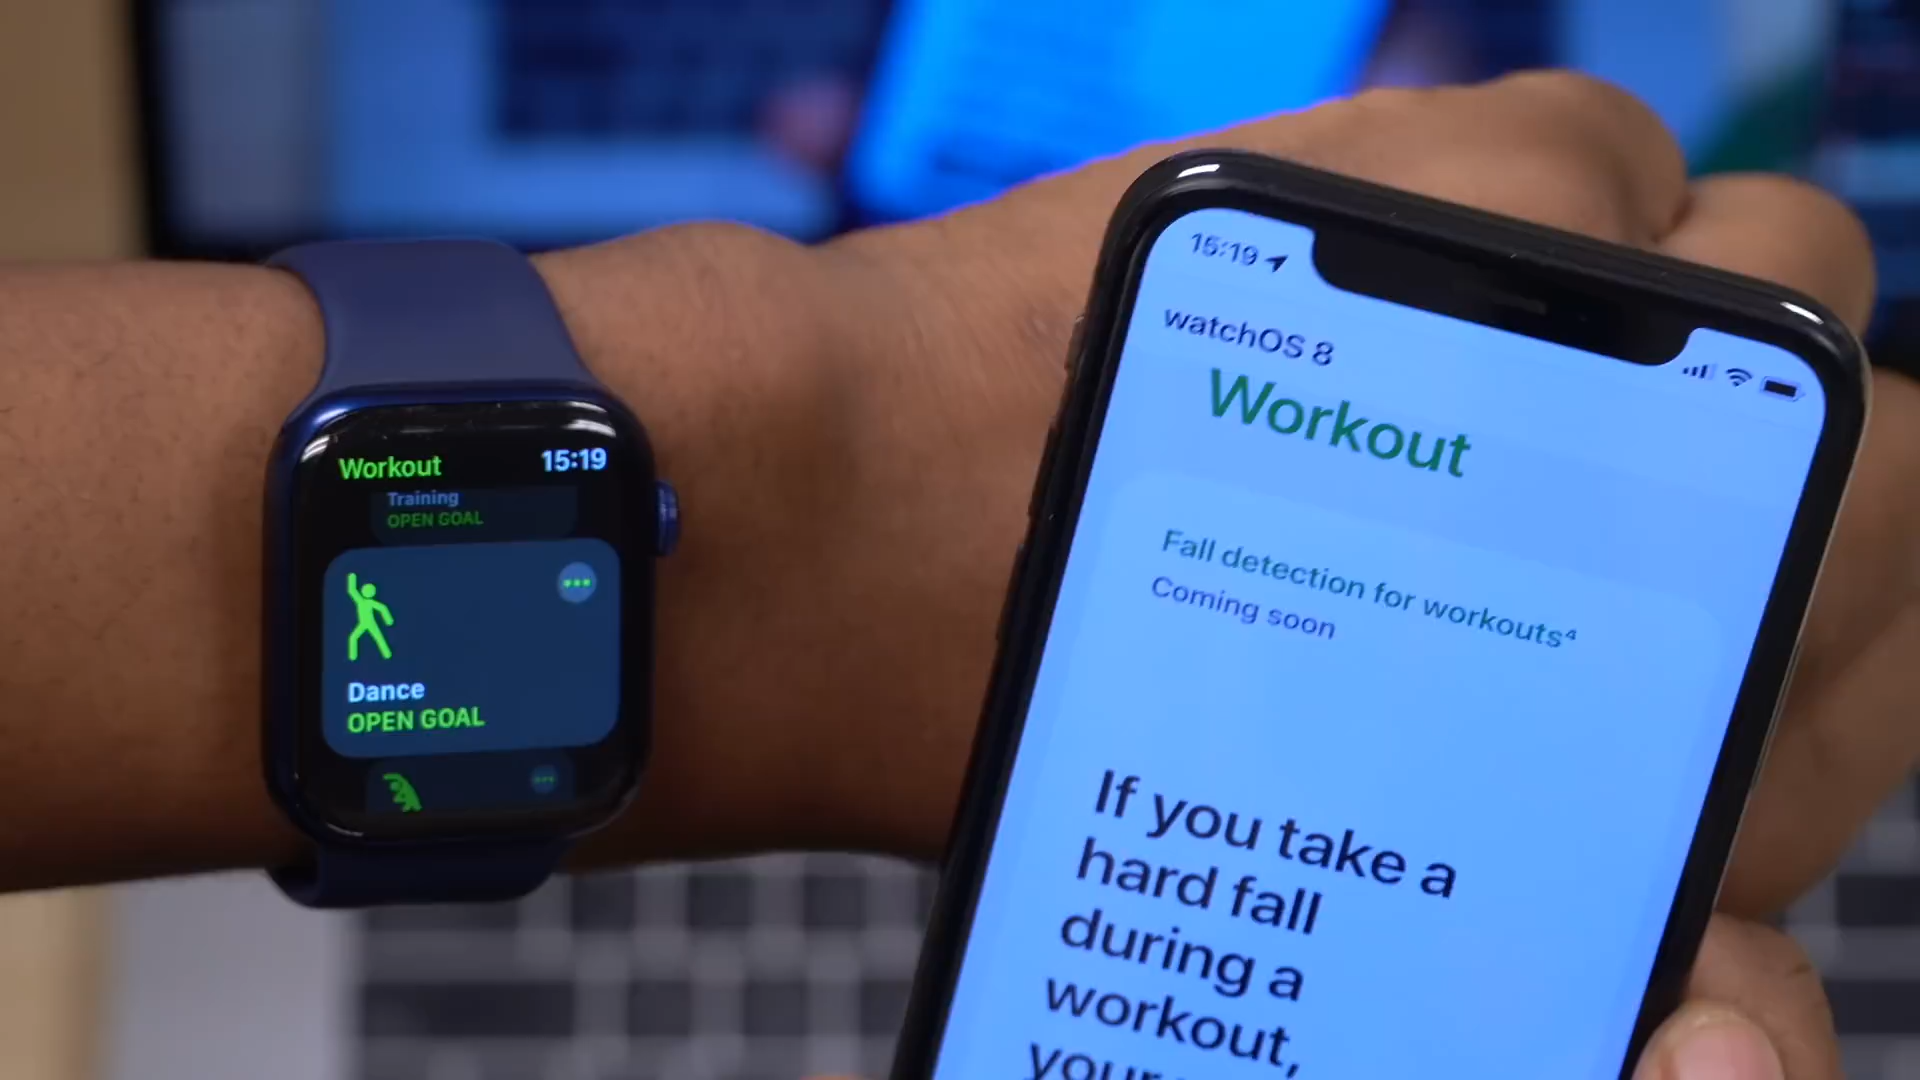 Workout
15:19
Training
OPEN GOAL
Dance
OPEN GOAL
15:19
watchOS 8
Workout
Fall detection for workouts⁴
Coming soon
If you take a
hard fall
during a
workout,
your